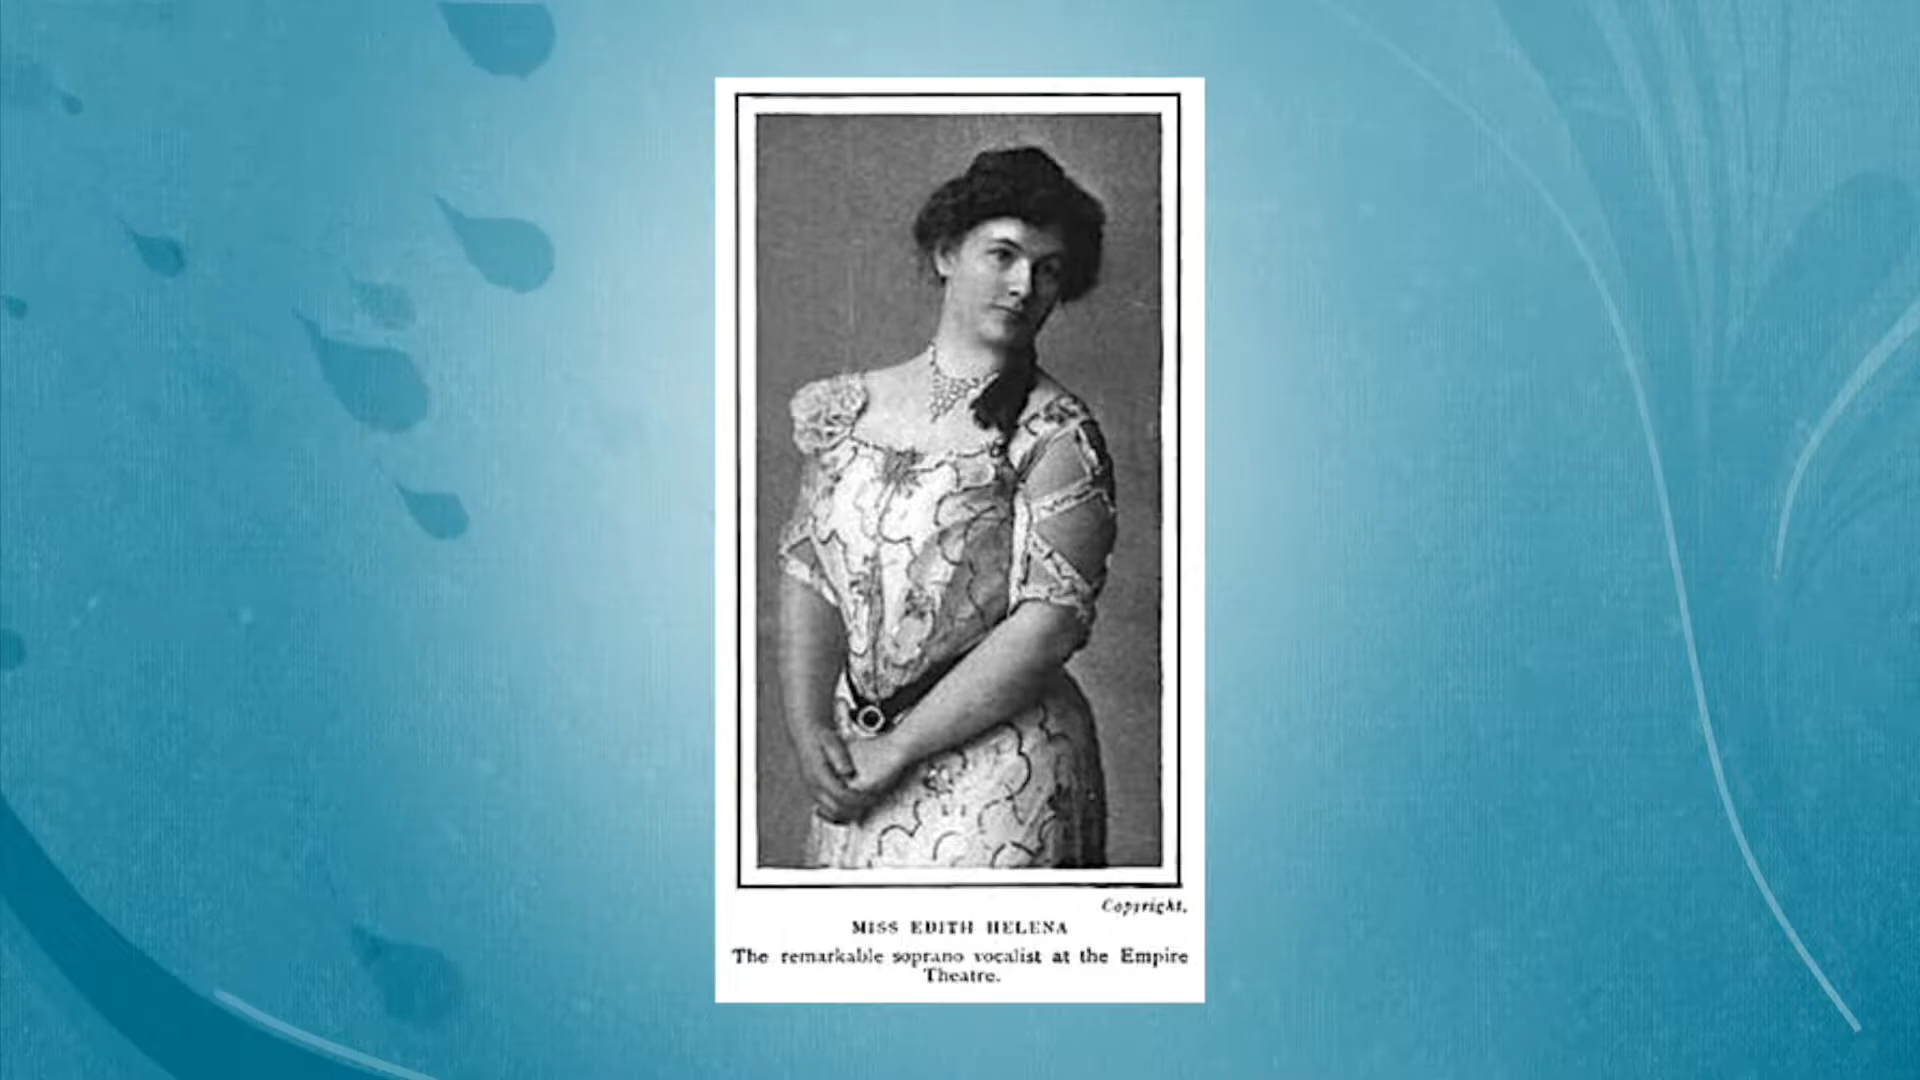 Copyright.
MISS EDITH HELENA
The remarkable soprano vocalist at the Empire
Theatre.